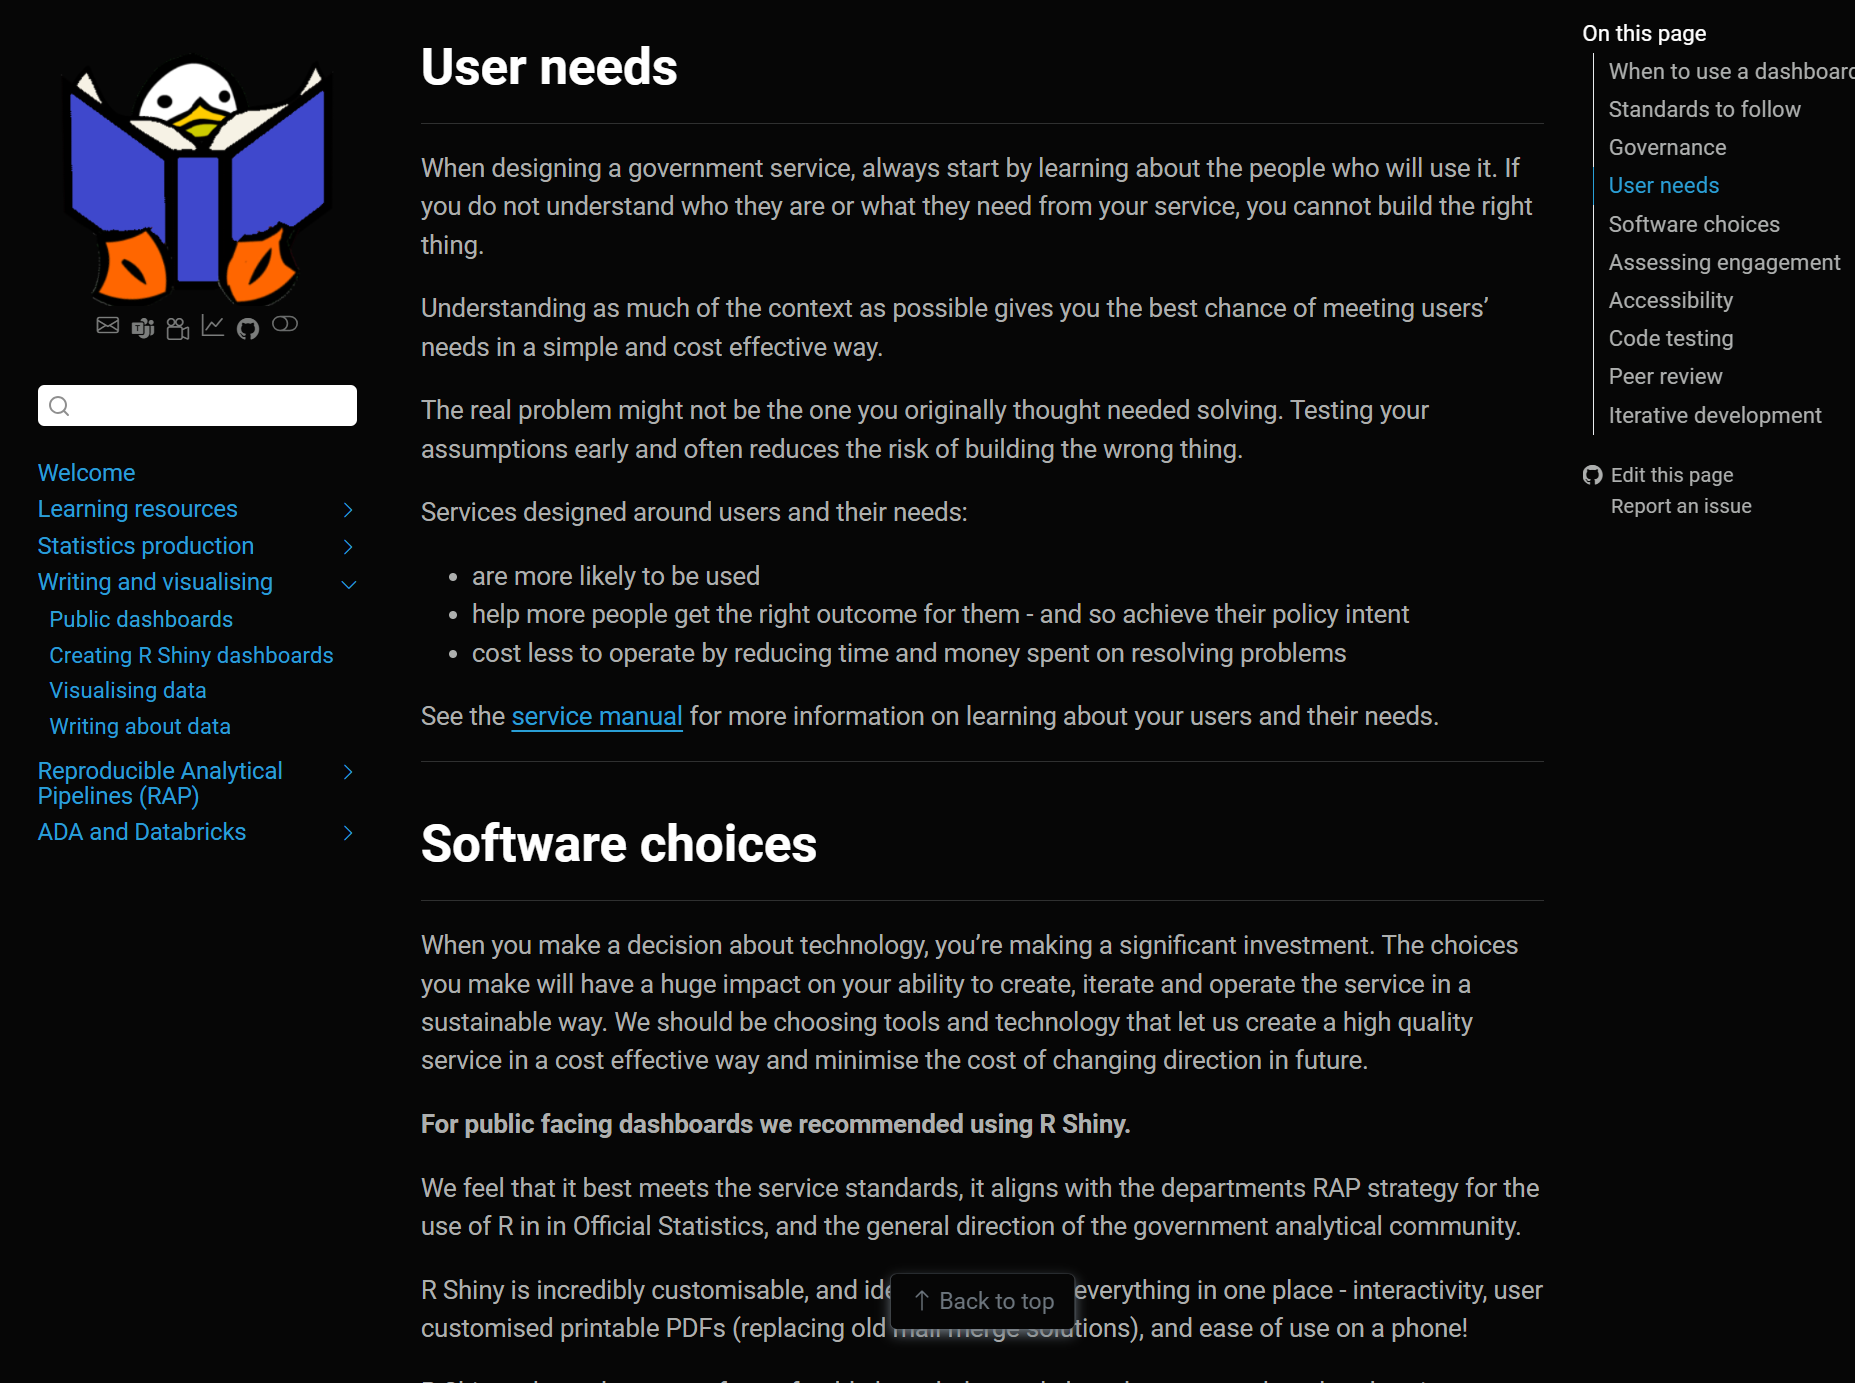 Welcome
Learning resources
Statistics production
Writing and visualising
Public dashboards
Creating R Shiny dashboards
Visualising data
Writing about data
Reproducible Analytical
Pipelines (RAP)
ADA and Databricks
User needs
When designing a government service, always start by learning about the people who will use it. If
you do not understand who they are or what they need from your service, you cannot build the right
thing.
Understanding as much of the context as possible gives you the best chance of meeting users’
needs in a simple and cost effective way.
The real problem might not be the one you originally thought needed solving. Testing your
assumptions early and often reduces the risk of building the wrong thing.
Services designed around users and their needs:
• are more likely to be used
• help more people get the right outcome for them - and so achieve their policy intent
• cost less to operate by reducing time and money spent on resolving problems
See the service manual for more information on learning about your users and their needs.
Software choices
When you make a decision about technology, you’re making a significant investment. The choices
you make will have a huge impact on your ability to create, iterate and operate the service in a
sustainable way. We should be choosing tools and technology that let us create a high quality
service in a cost effective way and minimise the cost of changing direction in future.
For public facing dashboards we recommended using R Shiny.
We feel that it best meets the service standards, it aligns with the departments RAP strategy for the
use of R in in Official Statistics, and the general direction of the government analytical community.
R Shiny is incredibly customisable, and everything in one place - interactivity, user
customised printable PDFs (replacing old mail merge solutions), and ease of use on a phone!
↑ Back to top
On this page
When to use a dashboard
Standards to follow
Governance
User needs
Software choices
Assessing engagement
Accessibility
Code testing
Peer review
Iterative development
Edit this page
Report an issue